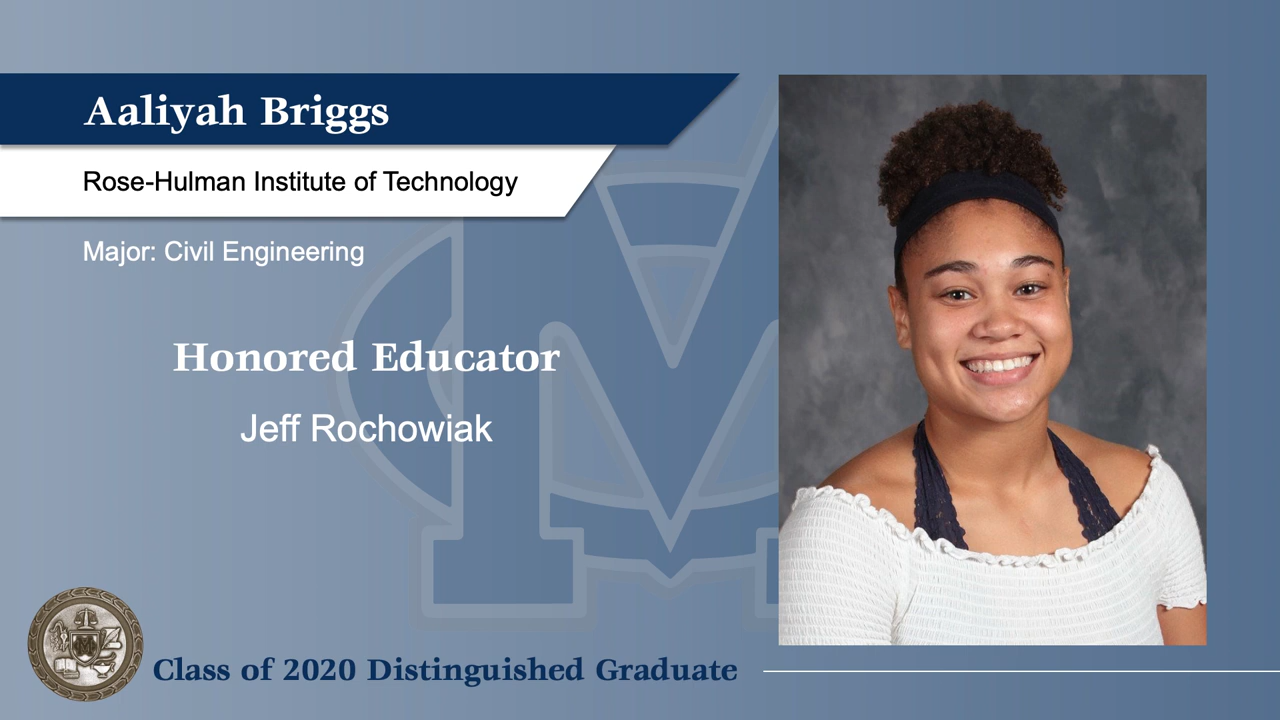 Aaliyah Briggs
Rose-Hulman Institute of Technology
Major: Civil Engineering
Honored Educator
Jeff Rochowiak
Class of 2020 Distinguished Graduate